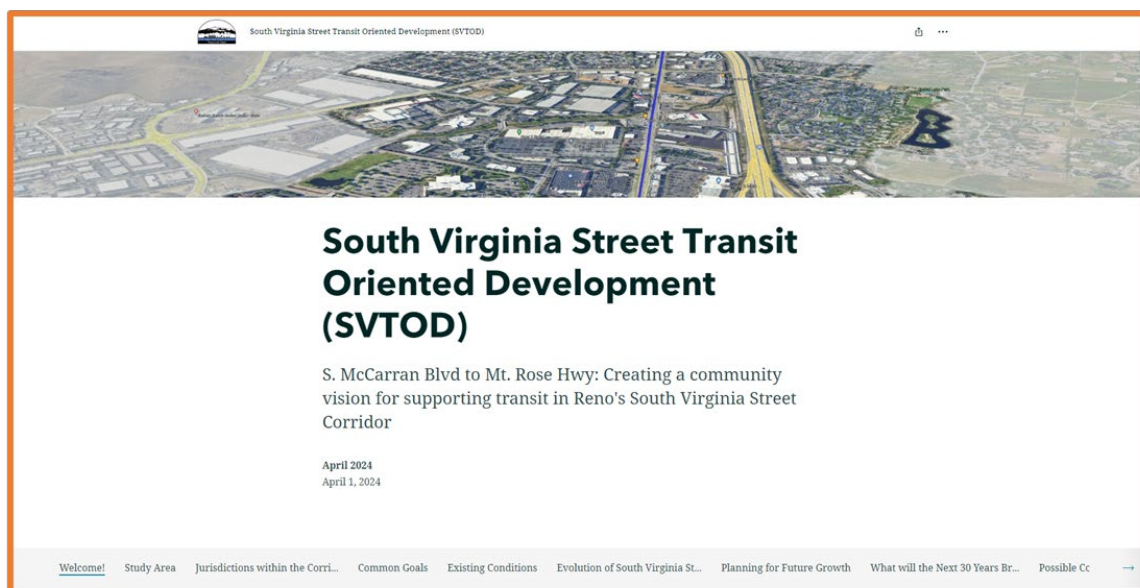 South Virginia Street Transit Oriented Development (SVTOD)
South Virginia Street Transit
Oriented Development
(SVTOD)
S. McCarran Blvd to Mt. Rose Hwy: Creating a community
vision for supporting transit in Reno's South Virginia Street
Corridor
April 2024
April 1, 2024
Welcome! Study Area Jurisdictions within the Corri... Common Goals Existing Conditions Evolution of South Virginia St... Planning for Future Growth What will the Next 30 Years Br... Possible Cc